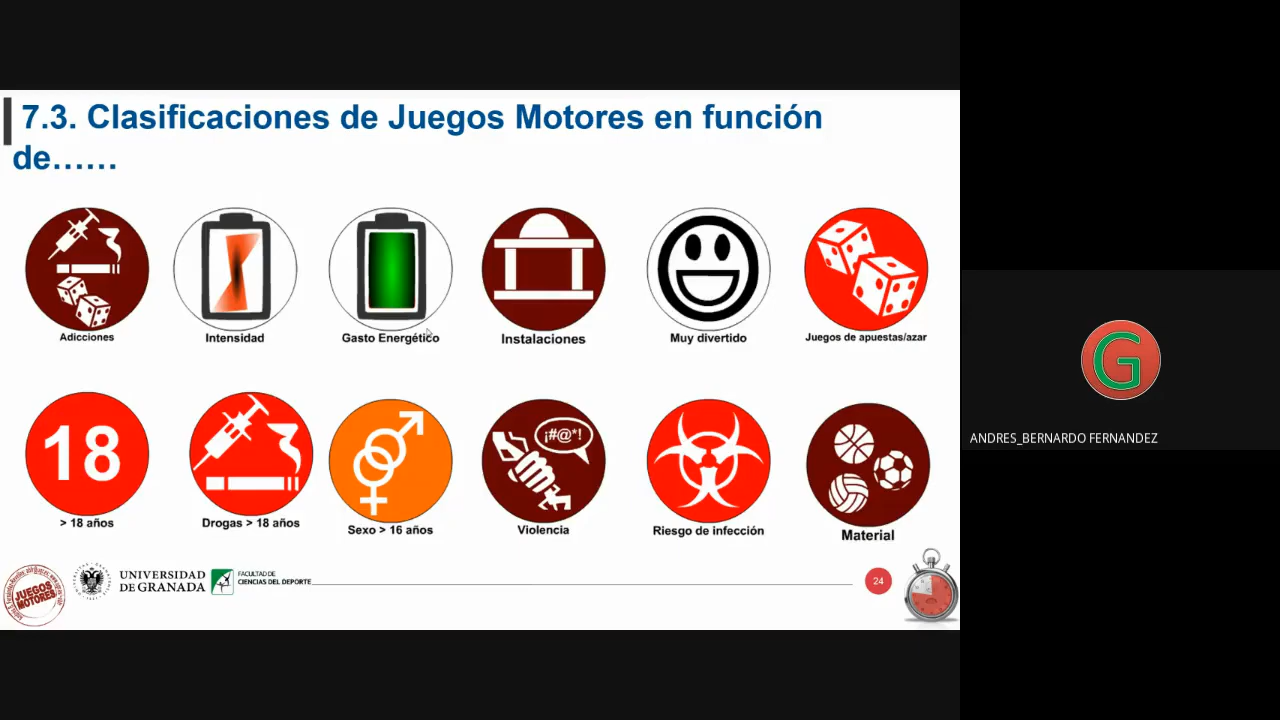 7.3. Clasificaciones de Juegos Motores en función
de......
Adicciones
Intensidad
Gasto Energético
Instalaciones
Muy divertido
Juegos de apuestas/azar
18
¡#@*!
> 18 años
Drogas > 18 años
Sexo > 16 años
Violencia
Riesgo de infección
Material
JUEGOS
MOTORES
UNIVERSIDAD
DE GRANADA
FACULTAD DE
CIENCIAS DEL DEPORTE
24
G
ANDRES_BERNARDO FERNANDEZ